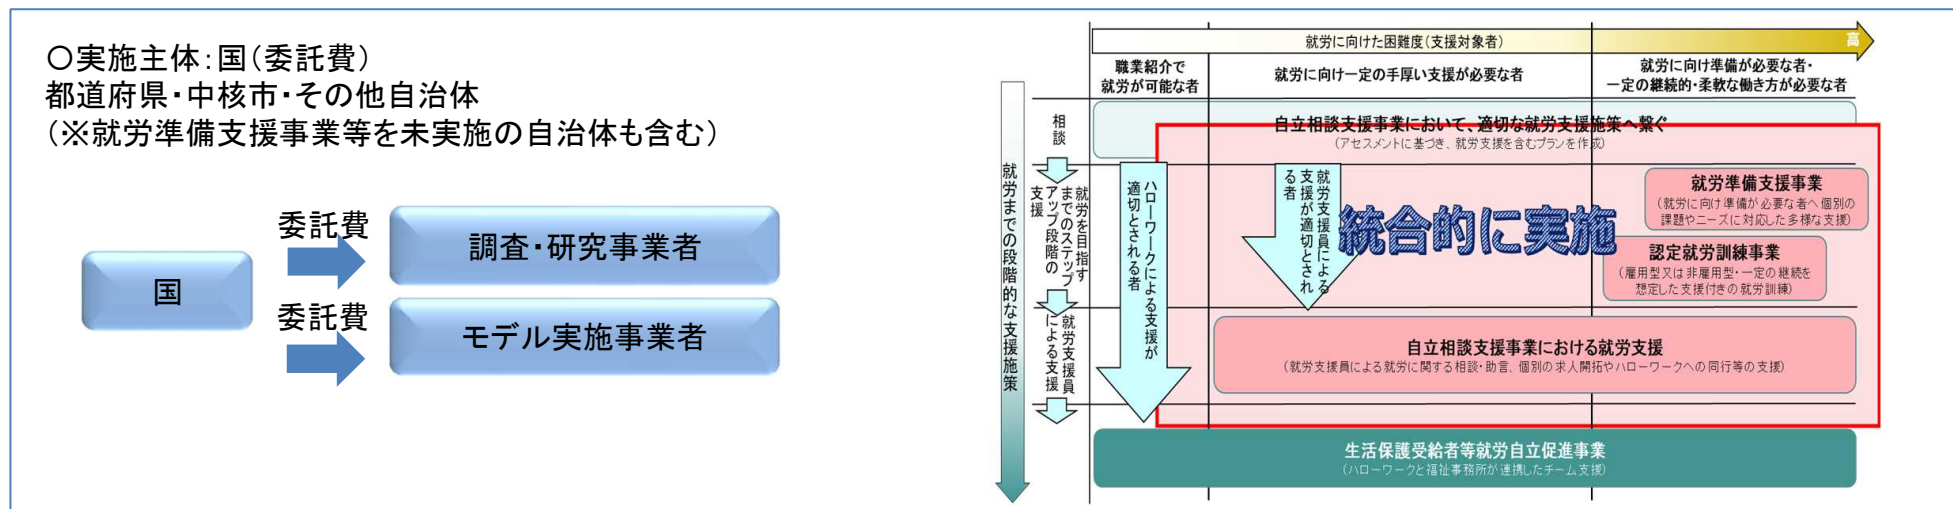 〇実施主体：国（委託費）
都道府県・中核市・その他自治体
（※就労準備支援事業等を未実施の自治体も含む）
国
委託費
調査・研究事業者
委託費
モデル実施事業者
就労に向けた困難度（支援対象者）
高
職業紹介で
就労が可能な者
就労に向け一定の手厚い支援が必要な者
就労に向け準備が必要な者・
一定の継続的・柔軟な働き方が必要な者
就労までの段階的な支援施策
相談
就労を目指す
までのステップ
アップ段階の
支援
就労支援員
による支援
自立相談支援事業において、適切な就労支援施策へ繋ぐ
（アセスメントに基づき、就労支援を含むプランを作成）
ハローワークによる支援が
適切とされる者
就労支援員による
支援が適切とされ
る者
統合的に実施
就労準備支援事業
（就労に向け準備が必要な者へ個別の
課題やニーズに対応した多様な支援）
認定就労訓練事業
（雇用型又は非雇用型・一定の継続を
想定した支援付きの就労訓練）
自立相談支援事業における就労支援
（就労支援員による就労に関する相談・助言、個別の求人開拓やハローワークへの同行等の支援）
生活保護受給者等就労自立促進事業
（ハローワークと福祉事務所が連携したチーム支援）